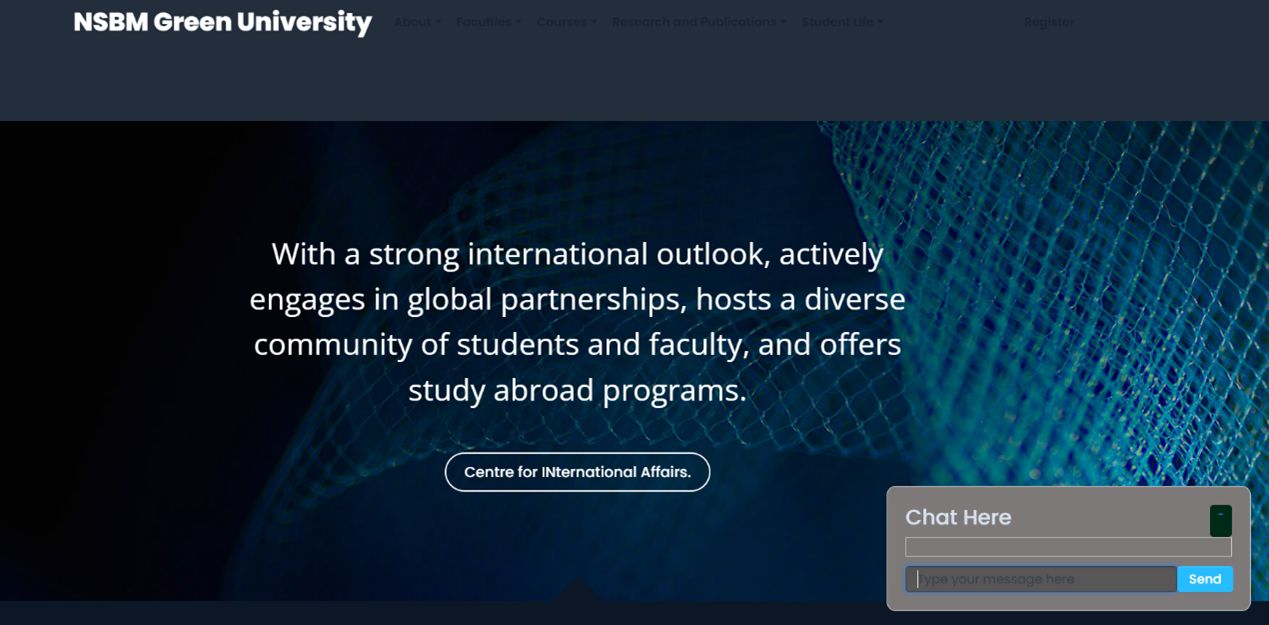 NSBM Green University About Faculties Courses Research and Publications Student Life Register
With a strong international outlook, actively
engages in global partnerships, hosts a diverse
community of students and faculty, and offers
study abroad programs.
Centre for INternational Affairs.
Chat Here -
Type your message here Send